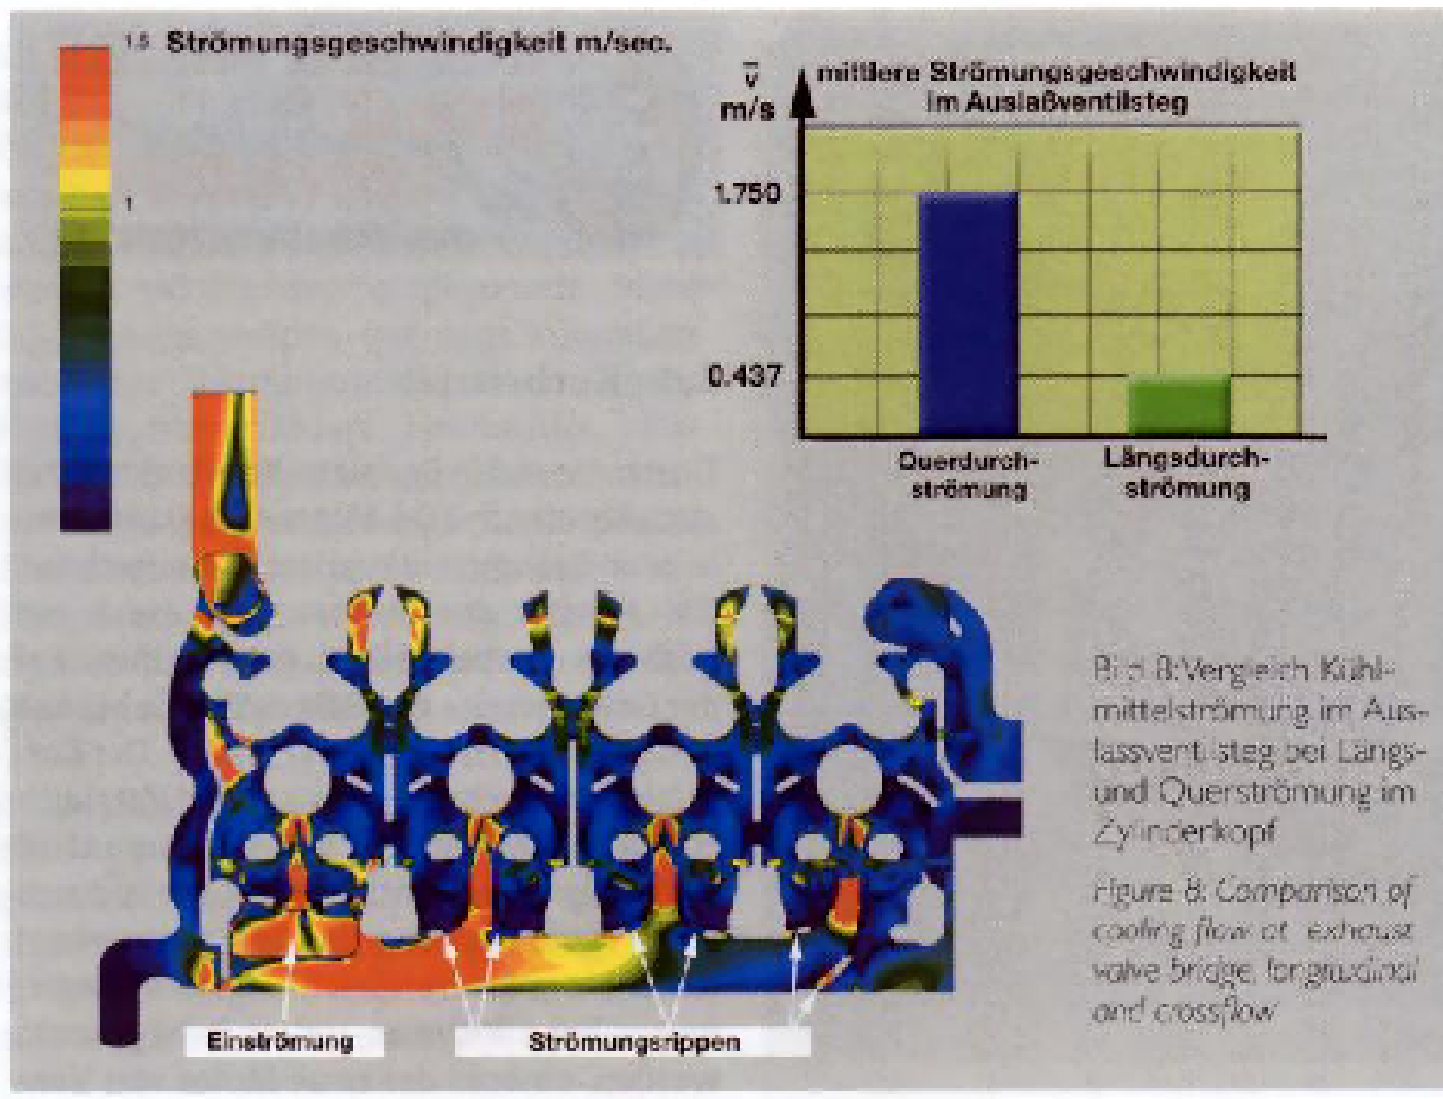 1.5 Strömungsgeschwindigkeit m/sec.
1
v̄
m/s
mittlere Strömungsgeschwindigkeit
im Auslaßventilsteg
1.750
0.437
Querdurch-
strömung
Längsdurch-
strömung
Einströmung
Strömungsrippen
Bild 8: Vergleich Kühl-
mittelströmung im Aus-
lassventilsteg bei Längs-
und Querströmung im
Zylinderkopf
Figure 8: Comparison of
cooling flow at exhaust
valve bridge, longitudinal
and crossflow